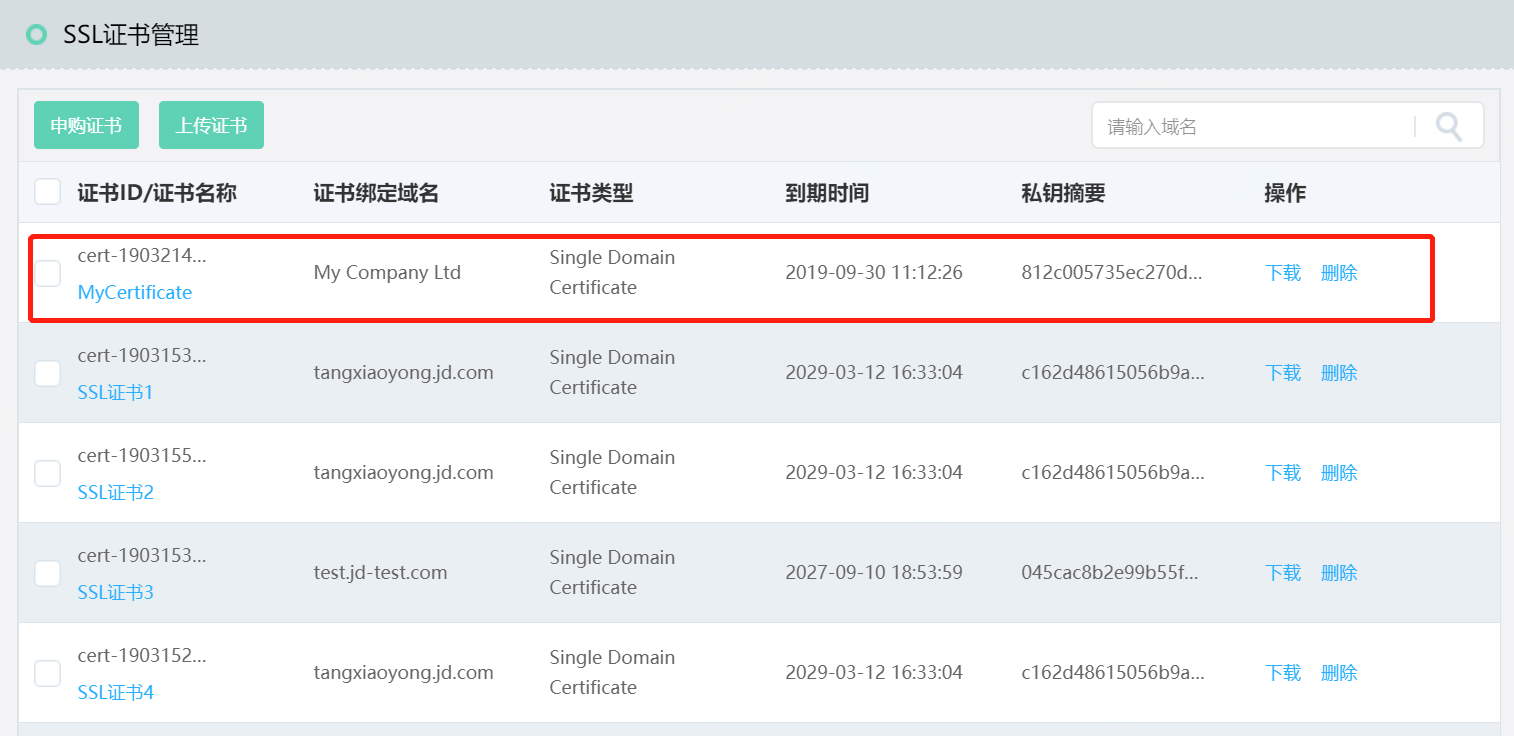 SSL证书管理
申购证书 上传证书 请输入域名
证书ID/证书名称 证书绑定域名 证书类型 到期时间 私钥摘要 操作
cert-1903214...
MyCertificate
My Company Ltd
Single Domain
Certificate
2019-09-30 11:12:26
812c005735ec270d...
下载 删除
cert-1903153...
SSL证书1
tangxiaoyong.jd.com
Single Domain
Certificate
2029-03-12 16:33:04
c162d48615056b9a...
下载 删除
cert-1903155...
SSL证书2
tangxiaoyong.jd.com
Single Domain
Certificate
2029-03-12 16:33:04
c162d48615056b9a...
下载 删除
cert-1903153...
SSL证书3
test.jd-test.com
Single Domain
Certificate
2027-09-10 18:53:59
045cac8b2e99b55f...
下载 删除
cert-1903152...
SSL证书4
tangxiaoyong.jd.com
Single Domain
Certificate
2029-03-12 16:33:04
c162d48615056b9a...
下载 删除